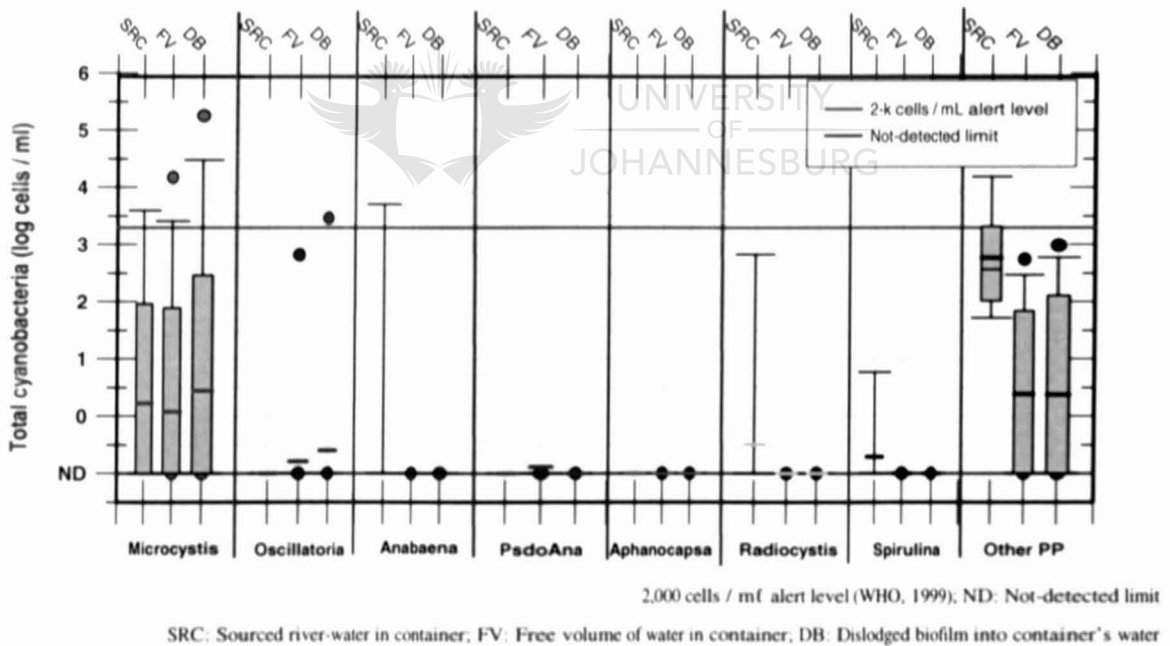 SRC FV DB SRC FV DB SRC FV DB SRC FV DB SRC FV DB SRC FV DB SRC FV DB SRC FV DB
6
UNIVERSITY
OF
JOHANNESBURG
2-k cells / mL alert level
Not-detected limit
5
4
3
2
1
0
ND
Total cyanobacteria (log cells / ml)
Microcystis Oscillatoria Anabaena PsdoAna Aphanocapsa Radiocystis Spirulina Other PP
2,000 cells / mℓ alert level (WHO, 1999); ND: Not-detected limit
SRC: Sourced river-water in container; FV: Free volume of water in container; DB: Dislodged biofilm into container's water